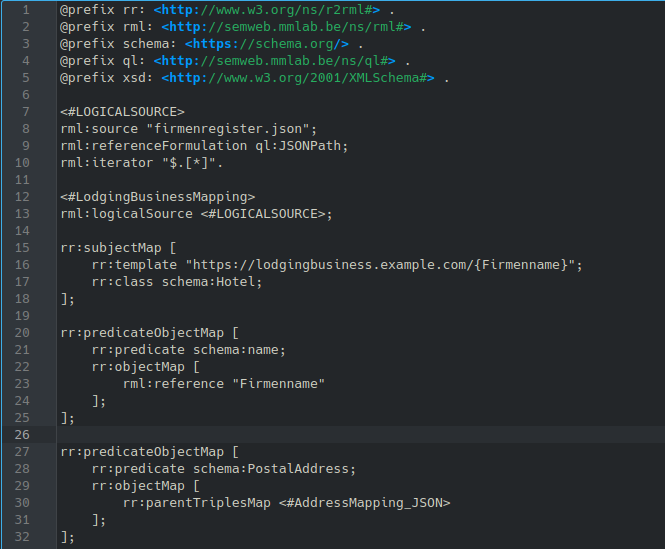 1 @prefix rr: <http://www.w3.org/ns/r2rml#> .
2 @prefix rml: <http://semweb.mmlab.be/ns/rml#> .
3 @prefix schema: <https://schema.org/> .
4 @prefix ql: <http://semweb.mmlab.be/ns/ql#> .
5 @prefix xsd: <http://www.w3.org/2001/XMLSchema#> .
6
7 <#LOGICALSOURCE>
8 rml:source "firmenregister.json";
9 rml:referenceFormulation ql:JSONPath;
10 rml:iterator "$.[*]".
11
12 <#LodgingBusinessMapping>
13 rml:logicalSource <#LOGICALSOURCE>;
14
15 rr:subjectMap [
16     rr:template "https://lodgingbusiness.example.com/{Firmenname}";
17     rr:class schema:Hotel;
18 ];
19
20 rr:predicateObjectMap [
21     rr:predicate schema:name;
22     rr:objectMap [
23         rml:reference "Firmenname"
24     ];
25 ];
26
27 rr:predicateObjectMap [
28     rr:predicate schema:PostalAddress;
29     rr:objectMap [
30         rr:parentTriplesMap <#AddressMapping_JSON>
31     ];
32 ];